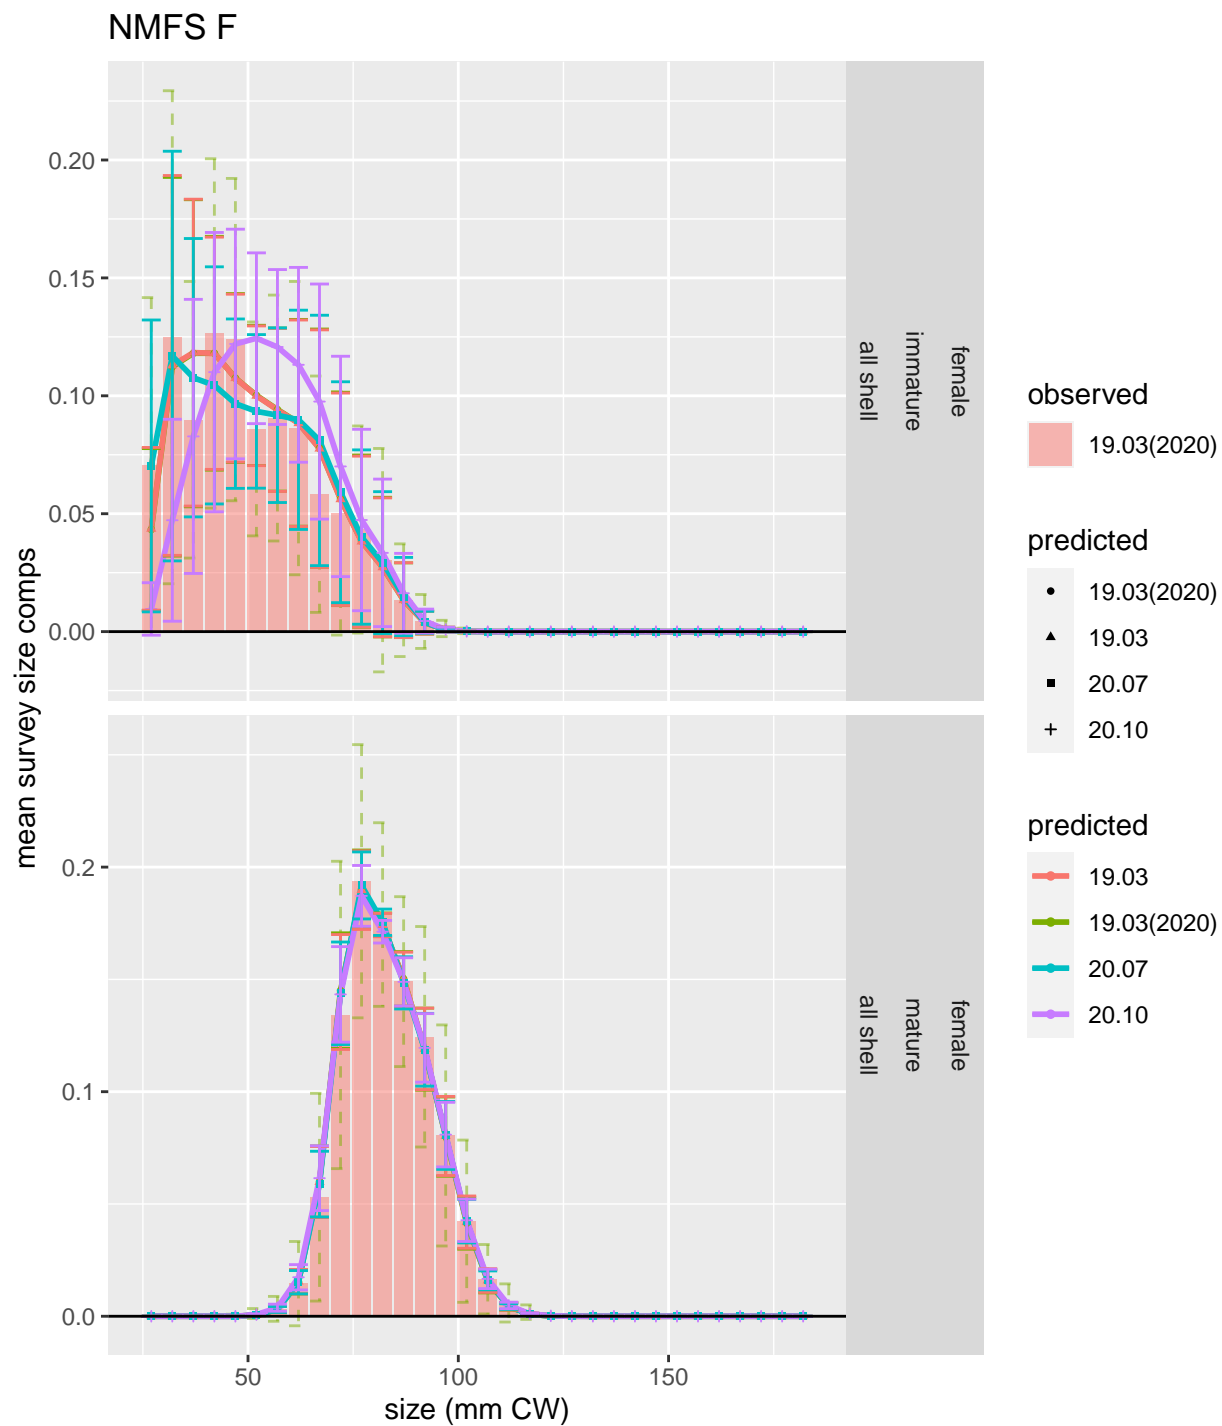 NMFS F
mean survey size comps
0.20
0.15
0.10
0.05
0.00
all shell
immature
female
0.2
0.1
0.0
all shell
mature
female
50
100
150
size (mm CW)
observed
19.03(2020)
predicted
19.03(2020)
19.03
20.07
20.10
predicted
19.03
19.03(2020)
20.07
20.10